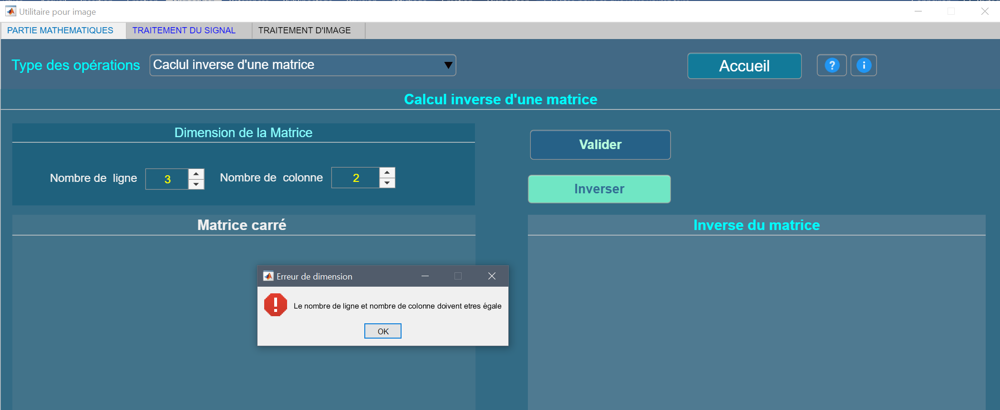 Utilitaire pour image
PARTIE MATHEMATIQUES TRAITEMENT DU SIGNAL TRAITEMENT D'IMAGE
Type des opérations Caclul inverse d'une matrice Accueil ? i
Calcul inverse d'une matrice
Dimension de la Matrice
Valider
Nombre de ligne 3 Nombre de colonne 2
Inverser
Matrice carré
Inverse du matrice
Erreur de dimension
Le nombre de ligne et nombre de colonne doivent etres égale
OK